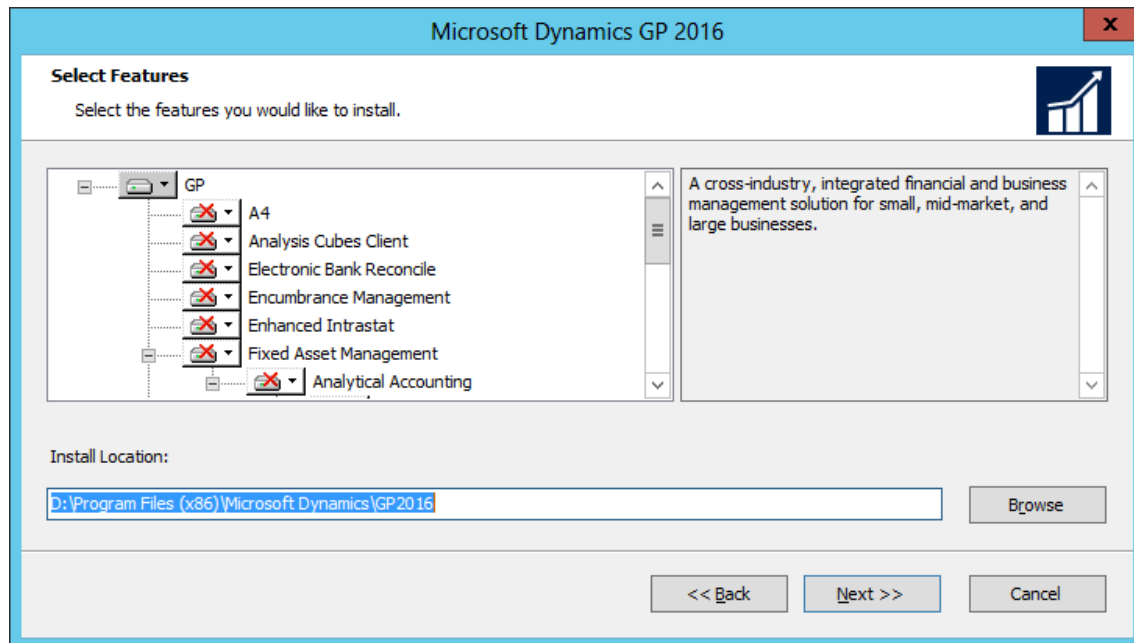 Microsoft Dynamics GP 2016
x
Select Features
Select the features you would like to install.
GP
A4
Analysis Cubes Client
Electronic Bank Reconcile
Encumbrance Management
Enhanced Intrastat
Fixed Asset Management
Analytical Accounting
A cross-industry, integrated financial and business
management solution for small, mid-market, and
large businesses.
Install Location:
D:\Program Files (x86)\Microsoft Dynamics\GP2016
Browse
<< Back
Next >>
Cancel